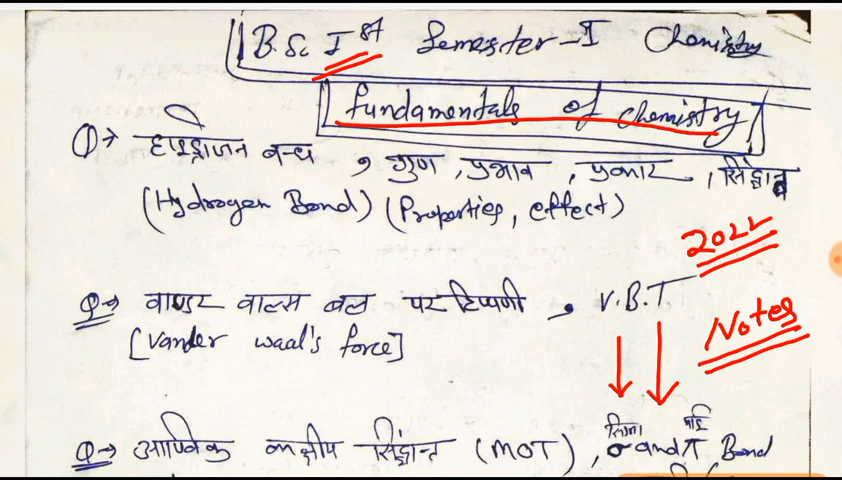 B.Sc Ist Semester-I Chemistry
fundamentals of chemistry
Q→ हाइड्रोजन बन्ध, गुण, प्रभाव, प्रकार, सिद्धान्त
(Hydrogen Bond) (Properties, effect)
2022
Q→ वाण्डर वाल्स बल पर टिप्पणी, V.B.T
[Vander waal's force]
Notes
सिग्मा पाई
Q→ आण्विक कक्षीय सिद्धान्त (MOT), σ and π Bond